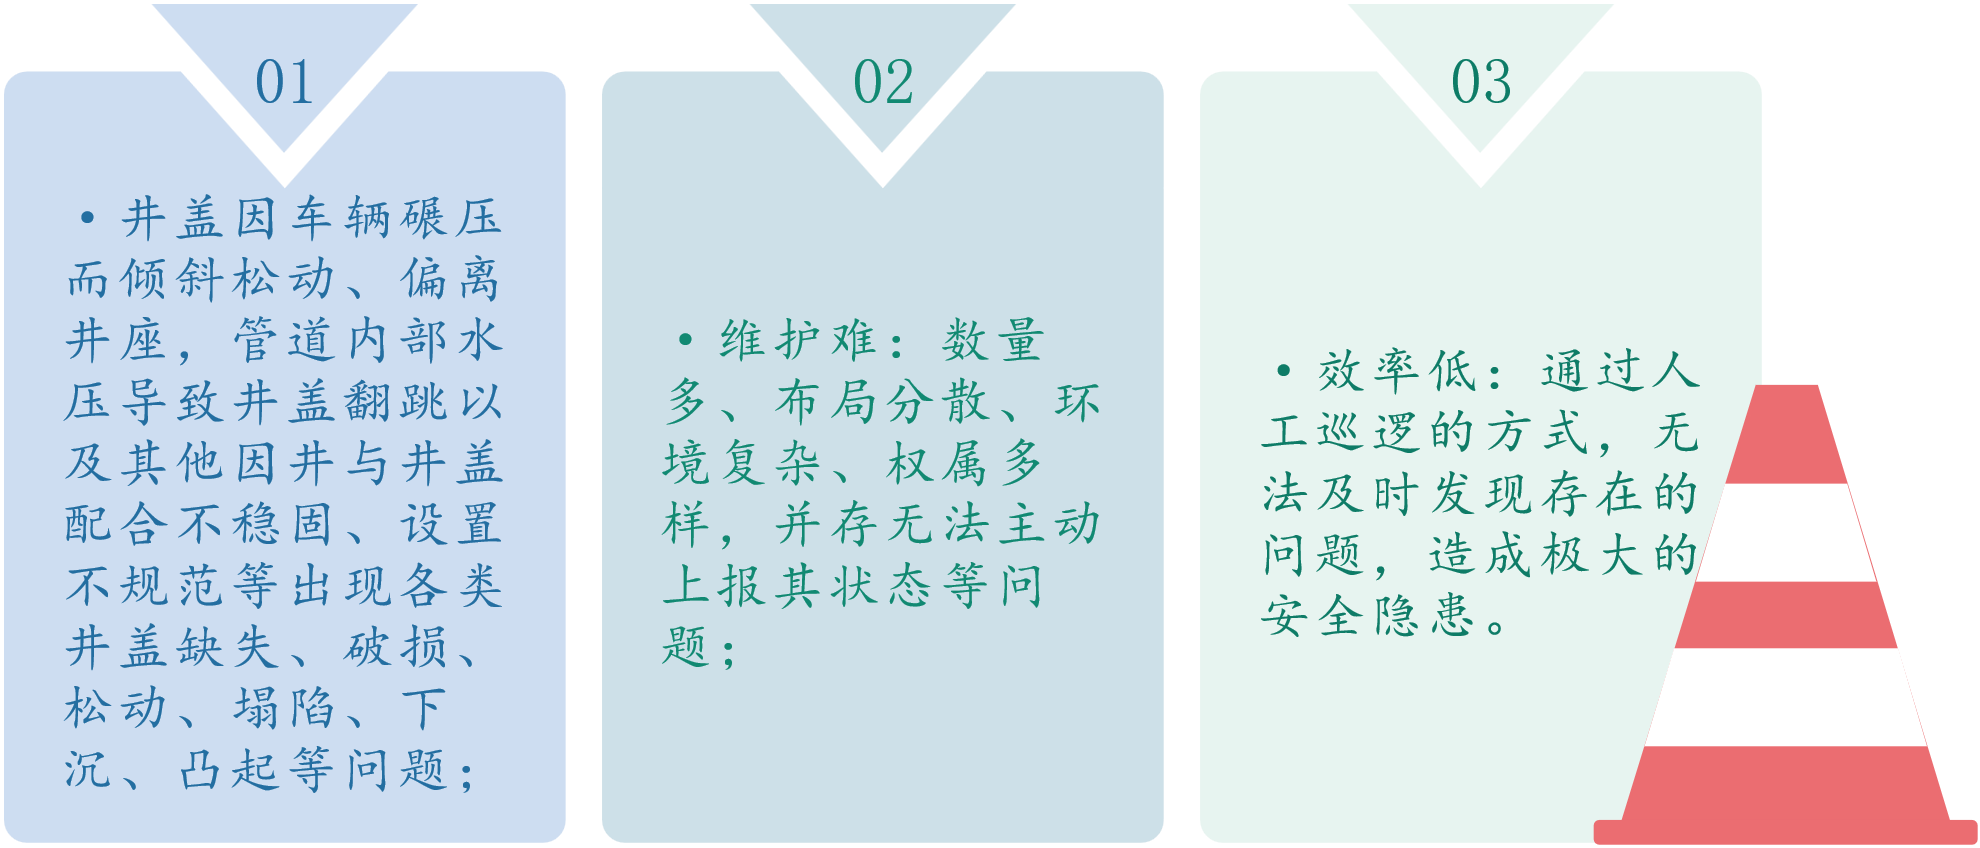 01
•井盖因车辆碾压
而倾斜松动、偏离
井座，管道内部水
压导致井盖翻跳以
及其他因井与井盖
配合不稳固、设置
不规范等出现各类
井盖缺失、破损、
松动、塌陷、下
沉、凸起等问题；
02
•维护难：数量
多、布局分散、环
境复杂、权属多
样，并存无法主动
上报其状态等问
题；
03
•效率低：通过人
工巡逻的方式，无
法及时发现存在的
问题，造成极大的
安全隐患。